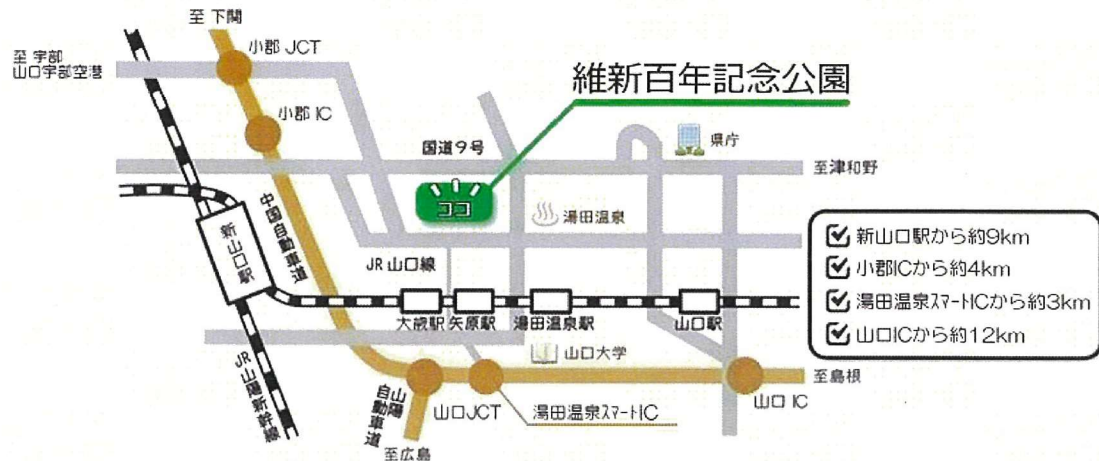 至 下関
小郡 JCT
至 宇部
山口宇部空港
維新百年記念公園
小郡 IC
国道9号
県庁
至津和野
ココ
湯田温泉
中国自動車道
新山口駅
JR 山口線
新山口駅から約9km
小郡ICから約4km
湯田温泉スマートICから約3km
山口ICから約12km
大歳駅
矢原駅
湯田温泉駅
山口駅
山口大学
至島根
JR山陽新幹線
山陽
自動車道
山口JCT
湯田温泉スマートIC
山口 IC
至広島